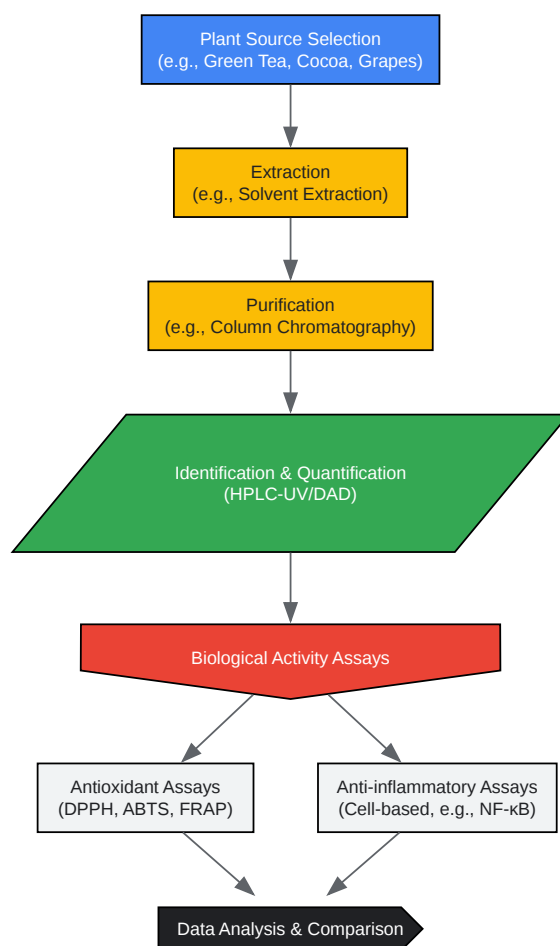 Plant Source Selection
(e.g., Green Tea, Cocoa, Grapes)
Extraction
(e.g., Solvent Extraction)
Purification
(e.g., Column Chromatography)
Identification & Quantification
(HPLC-UV/DAD)
Biological Activity Assays
Antioxidant Assays
(DPPH, ABTS, FRAP)
Anti-inflammatory Assays
(Cell-based, e.g., NF-κB)
Data Analysis & Comparison